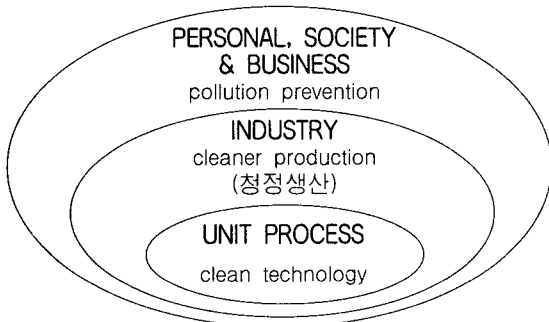 PERSONAL, SOCIETY
& BUSINESS
pollution prevention
INDUSTRY
cleaner production
(청정생산)
UNIT PROCESS
clean technology